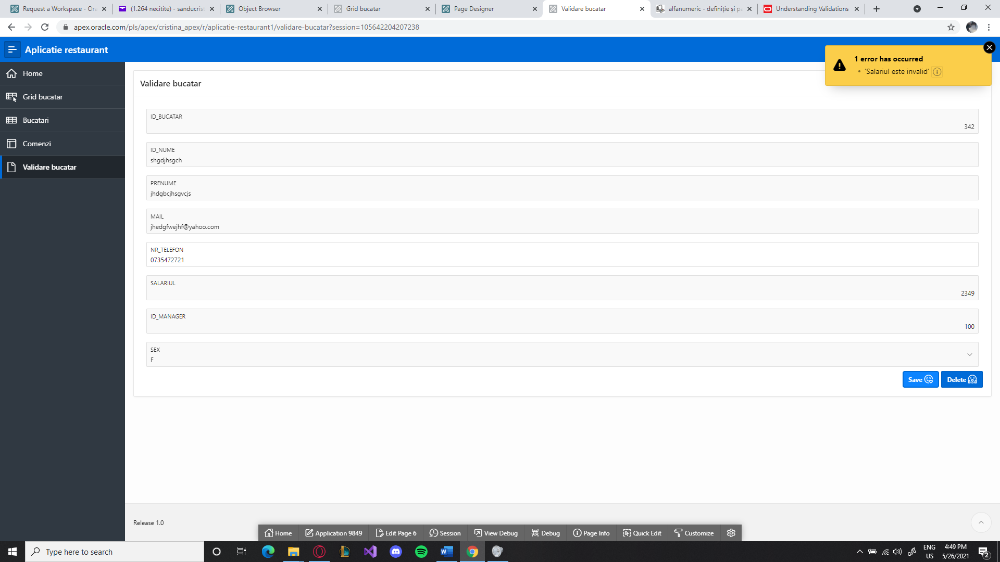 Request a Workspace - Ora
(1.264 necitite) - sanducrist
Object Browser
Grid bucatar
Page Designer
Validare bucatar
alfanumeric - definiție și pa
Understanding Validations
apex.oracle.com/pls/apex/cristina_apex/r/aplicatie-restaurant1/validare-bucatar?session=105642204207238
Aplicatie restaurant
1 error has occurred
'Salariul este invalid'
Home
Grid bucatar
Bucatari
Comenzi
Validare bucatar
Validare bucatar
ID_BUCATAR
342
ID_NUME
shgdjhsgch
PRENUME
jhdgbcjhsgvcjs
MAIL
jhedgfwejhf@yahoo.com
NR_TELEFON
0735472721
SALARIUL
2349
ID_MANAGER
100
SEX
F
Save
Delete
Release 1.0
Home
Application 9849
Edit Page 6
Session
View Debug
Debug
Page Info
Quick Edit
Customize
Type here to search
ENG
US
4:49 PM
5/26/2021
2